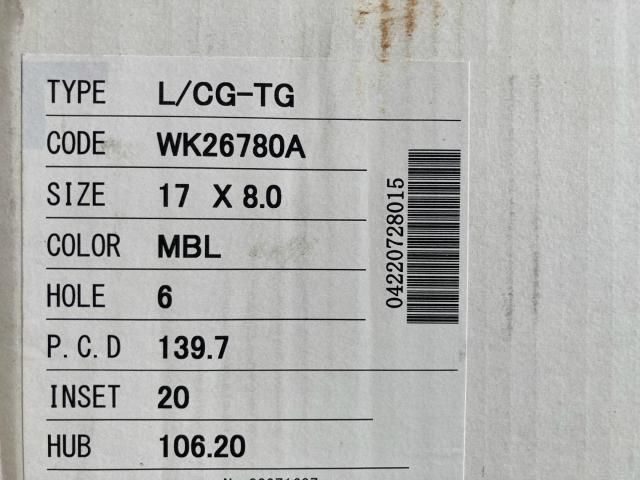 TYPE L/CG-TG
CODE WK26780A
SIZE 17 X 8.0
COLOR MBL
HOLE 6
P.C.D 139.7
INSET 20
HUB 106.20
04220728015